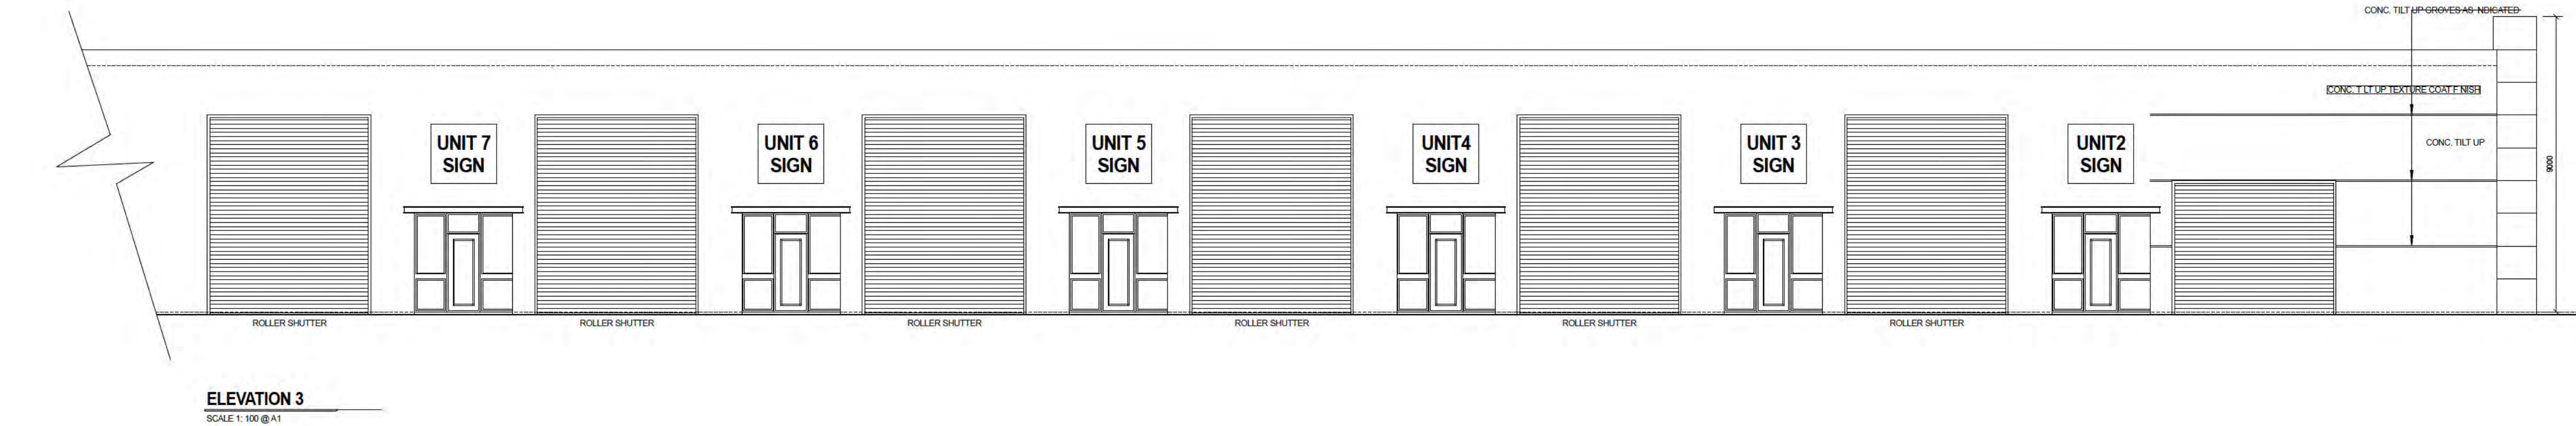 CONC. TILT UP GROVES AS NDICATED
CONC. T LT UP TEXTURE COAT F NISH
UNIT 7
SIGN
UNIT 6
SIGN
UNIT 5
SIGN
UNIT4
SIGN
UNIT 3
SIGN
UNIT2
SIGN
CONC. TILT UP
9000
ROLLER SHUTTER
ROLLER SHUTTER
ROLLER SHUTTER
ROLLER SHUTTER
ROLLER SHUTTER
ROLLER SHUTTER
ELEVATION 3
SCALE 1: 100 @ A1